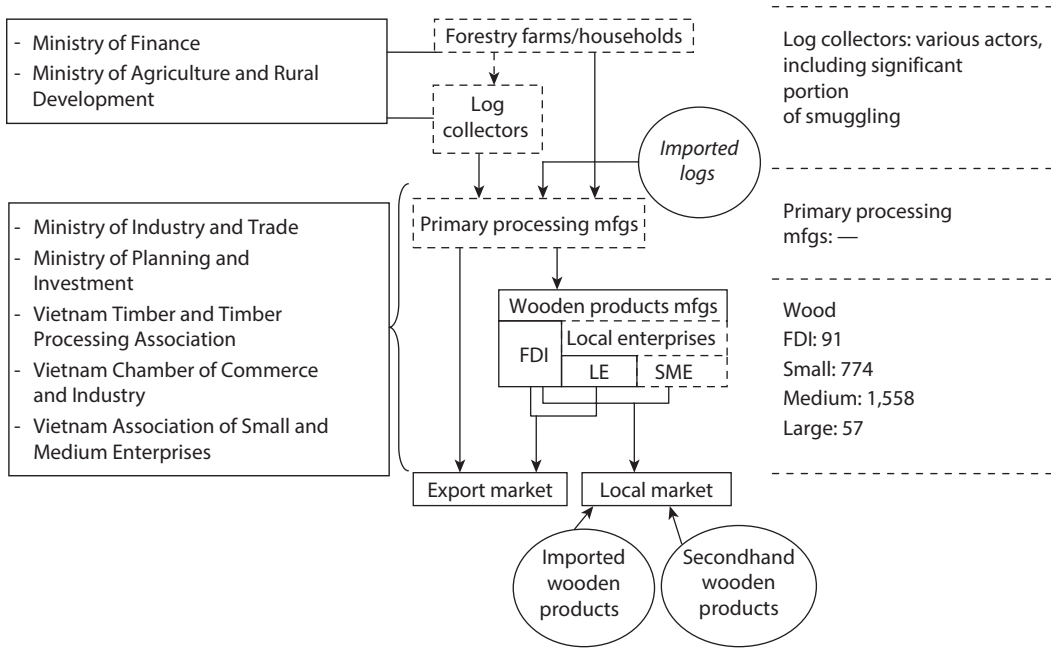 - Ministry of Finance
- Ministry of Agriculture and Rural
Development
Forestry farms/households
Log
collectors
Imported
logs
Log collectors: various actors,
including significant
portion
of smuggling
- Ministry of Industry and Trade
- Ministry of Planning and
Investment
- Vietnam Timber and Timber
Processing Association
- Vietnam Chamber of Commerce
and Industry
- Vietnam Association of Small and
Medium Enterprises
Primary processing mfgs
Primary processing
mfgs: —
Wooden products mfgs
Local enterprises
FDI
LE
SME
Wood
FDI: 91
Small: 774
Medium: 1,558
Large: 57
Export market
Local market
Imported
wooden
products
Secondhand
wooden
products